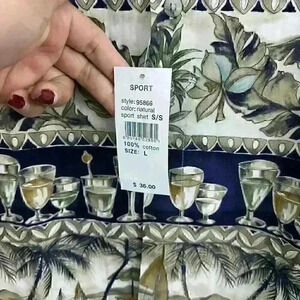 SPORT
style: 95866
color: natural
sport shirt S/S
100% cotton
SIZE: L
$ 36.00